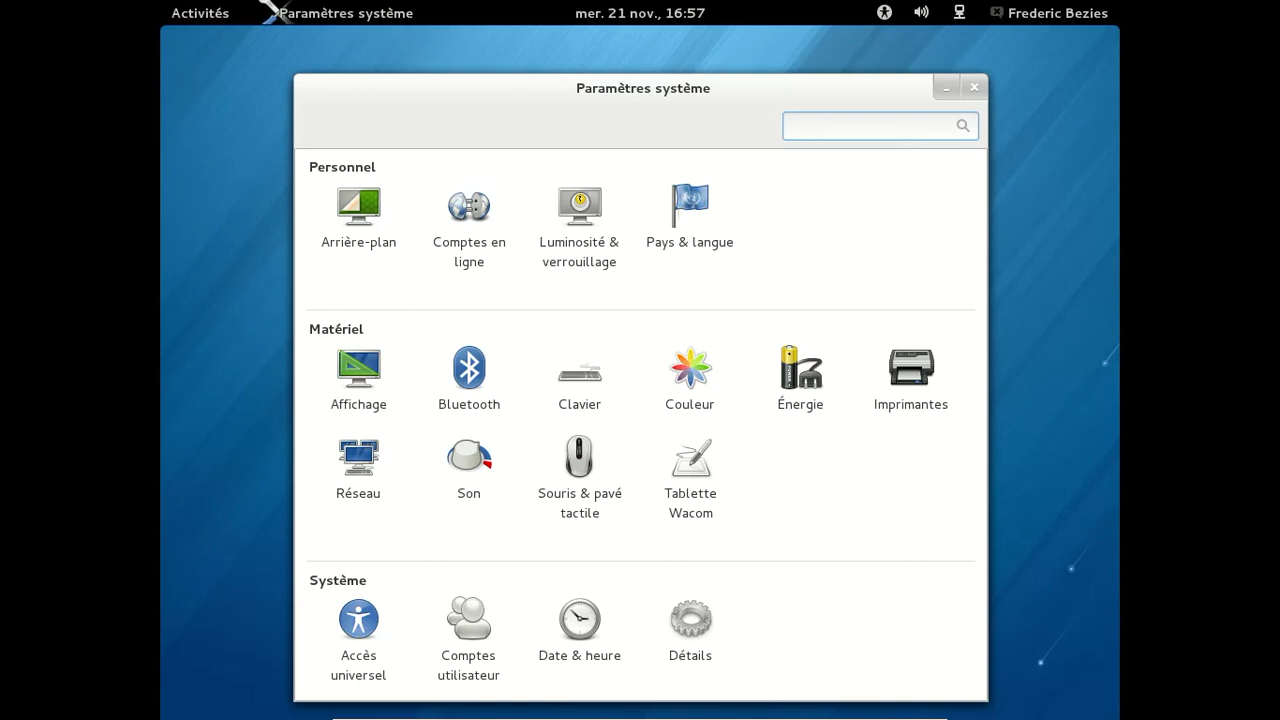 Activités Paramètres système mer. 21 nov., 16:57 Frederic Bezies
Paramètres système
Personnel
Arrière-plan Comptes en Luminosité & Pays & langue
ligne verrouillage
Matériel
Affichage Bluetooth Clavier Couleur Énergie Imprimantes
Réseau Son Souris & pavé Tablette
tactile Wacom
Système
Accès Comptes Date & heure Détails
universel utilisateur